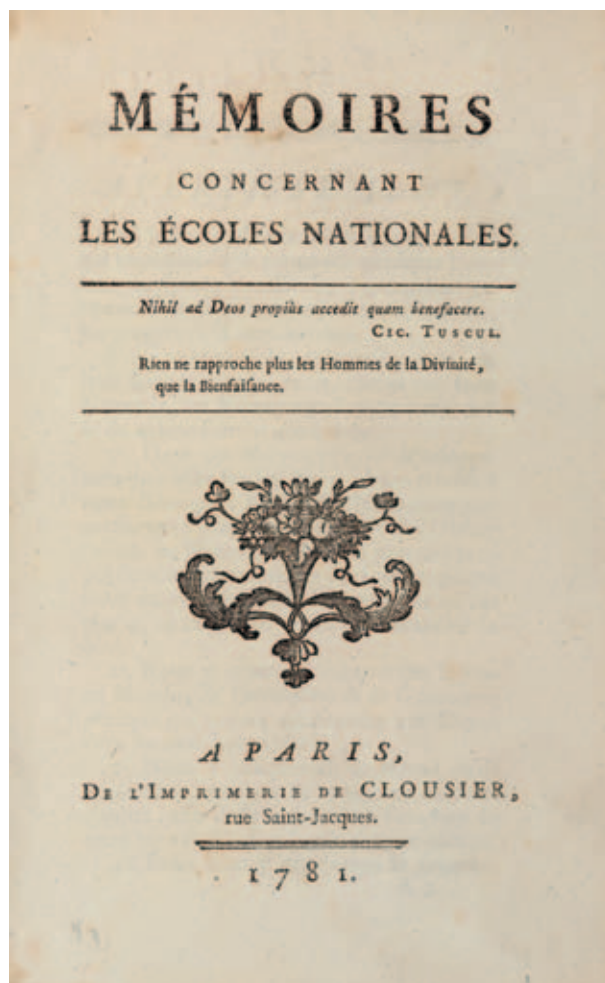 MÉMOIRES
CONCERNANT
LES ÉCOLES NATIONALES.
Nihil ad Deos propiùs accedit quam benefacere.
CIC. TUSCUL.
Rien ne rapproche plus les Hommes de la Divinité,
que la Bienfaiſance.
A PARIS,
DE L'IMPRIMERIE DE CLOUSIER,
rue Saint-Jacques.
1781.